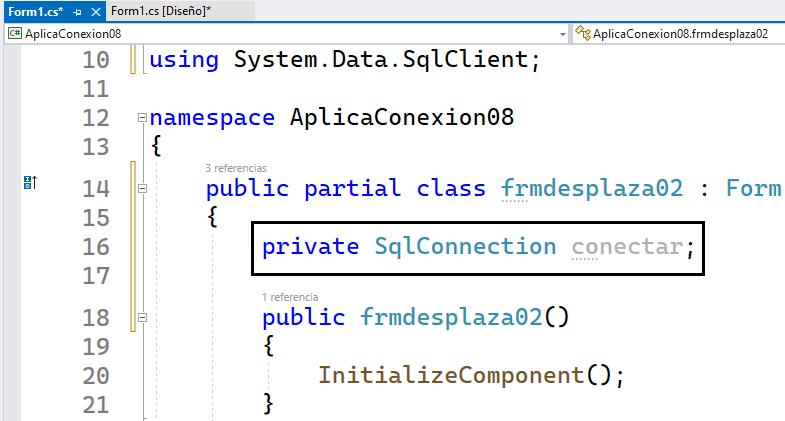 Form1.cs* Form1.cs [Diseño]*
C# AplicaConexion08 AplicaConexion08.frmdesplaza02
10 using System.Data.SqlClient;
11
12 namespace AplicaConexion08
13 {
3 referencias
14 public partial class frmdesplaza02 : Form
15 {
16 private SqlConnection conectar;
17
1 referencia
18 public frmdesplaza02()
19 {
20 InitializeComponent();
21 }